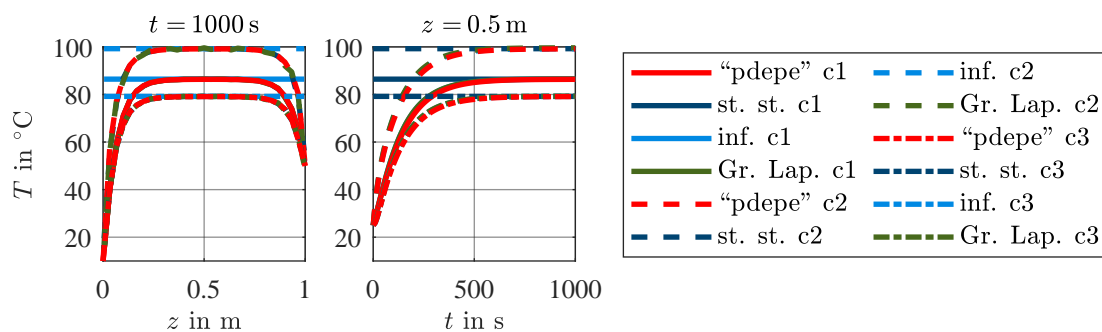 t = 1000 s
z = 0.5 m
T in °C
100
80
60
40
20
0
0.5
1
z in m
100
80
60
40
20
0
500
1000
t in s
“pdepe” c1
st. st. c1
inf. c1
Gr. Lap. c1
“pdepe” c2
st. st. c2
inf. c2
Gr. Lap. c2
“pdepe” c3
st. st. c3
inf. c3
Gr. Lap. c3